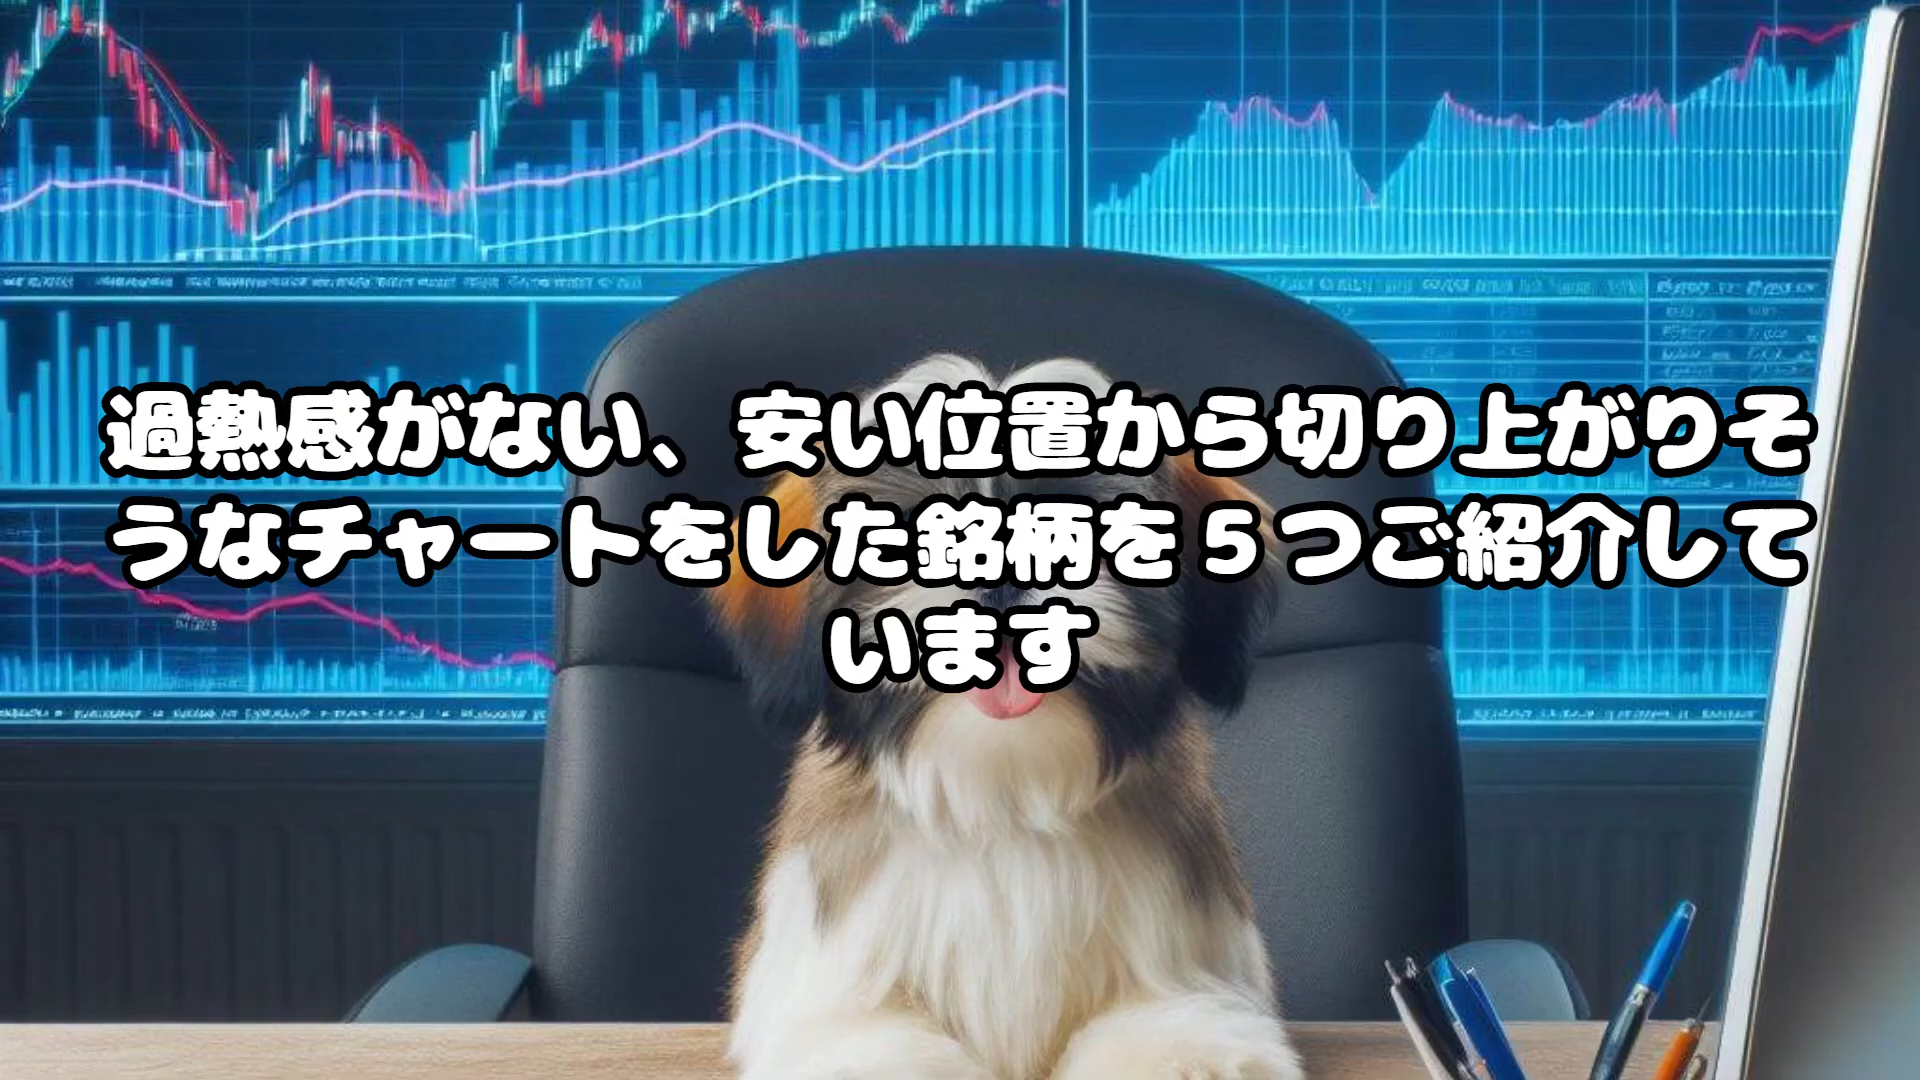 過熱感がない、安い位置から切り上がりそ
うなチャートをした銘柄を５つご紹介して
います